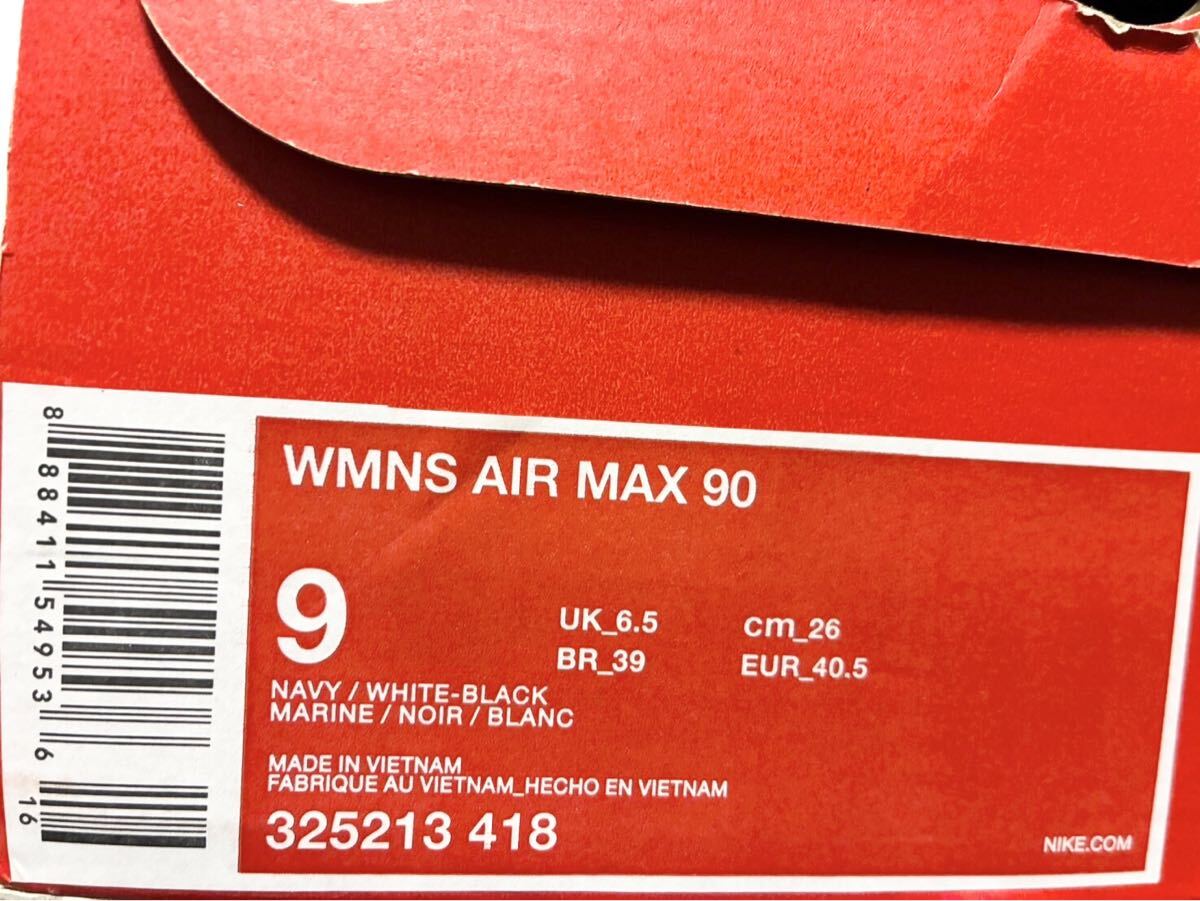 WMNS AIR MAX 90
9
UK_6.5 cm_26
BR_39 EUR_40.5
NAVY / WHITE-BLACK
MARINE / NOIR / BLANC
MADE IN VIETNAM
FABRIQUE AU VIETNAM_HECHO EN VIETNAM
325213 418
NIKE.COM
8 88411 54953 6 16